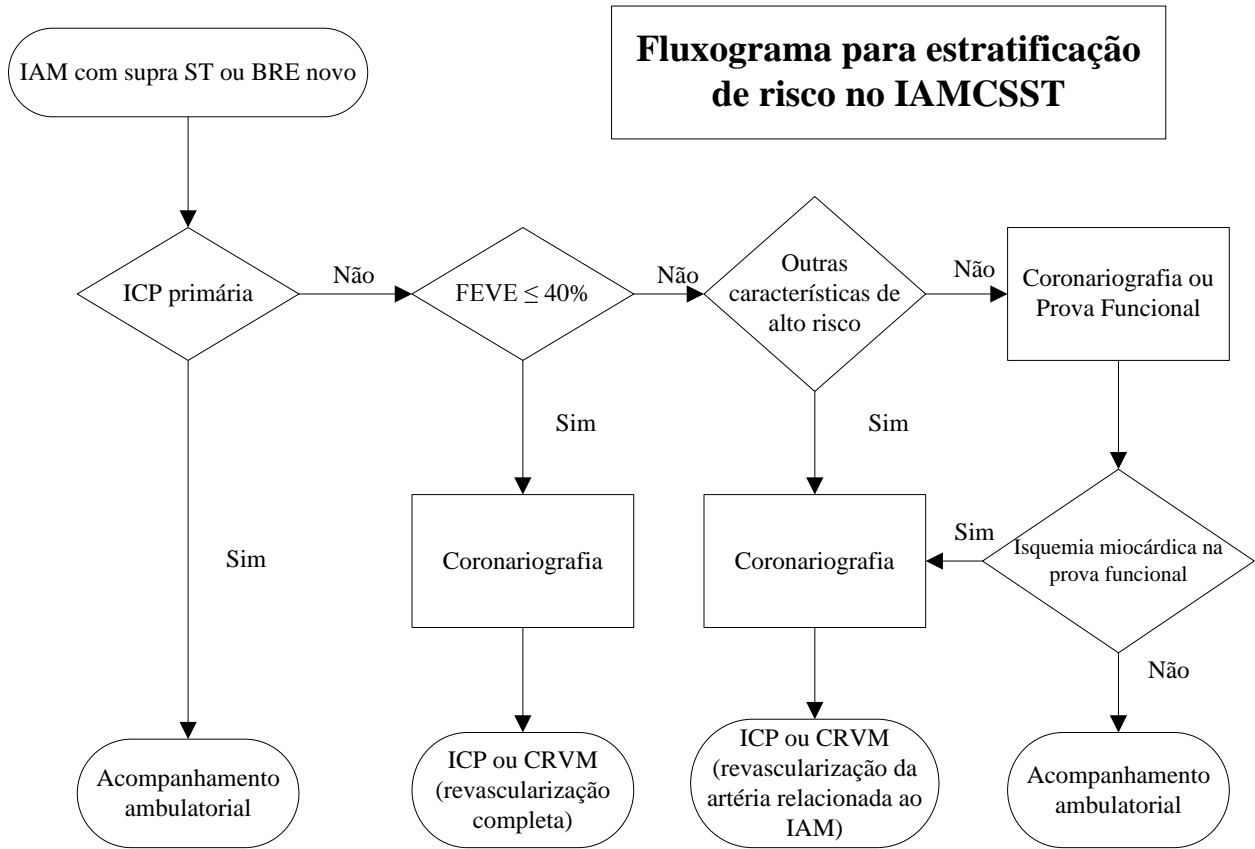 Fluxograma para estratificação
de risco no IAMCSST
IAM com supra ST ou BRE novo
ICP primária
Não
FEVE ≤ 40%
Não
Outras
características de
alto risco
Não
Coronariografia ou
Prova Funcional
Sim
Sim
Sim
Coronariografia
Coronariografia
Sim
Isquemia miocárdica na
prova funcional
Não
Acompanhamento
ambulatorial
ICP ou CRVM
(revascularização
completa)
ICP ou CRVM
(revascularização da
artéria relacionada ao
IAM)
Acompanhamento
ambulatorial